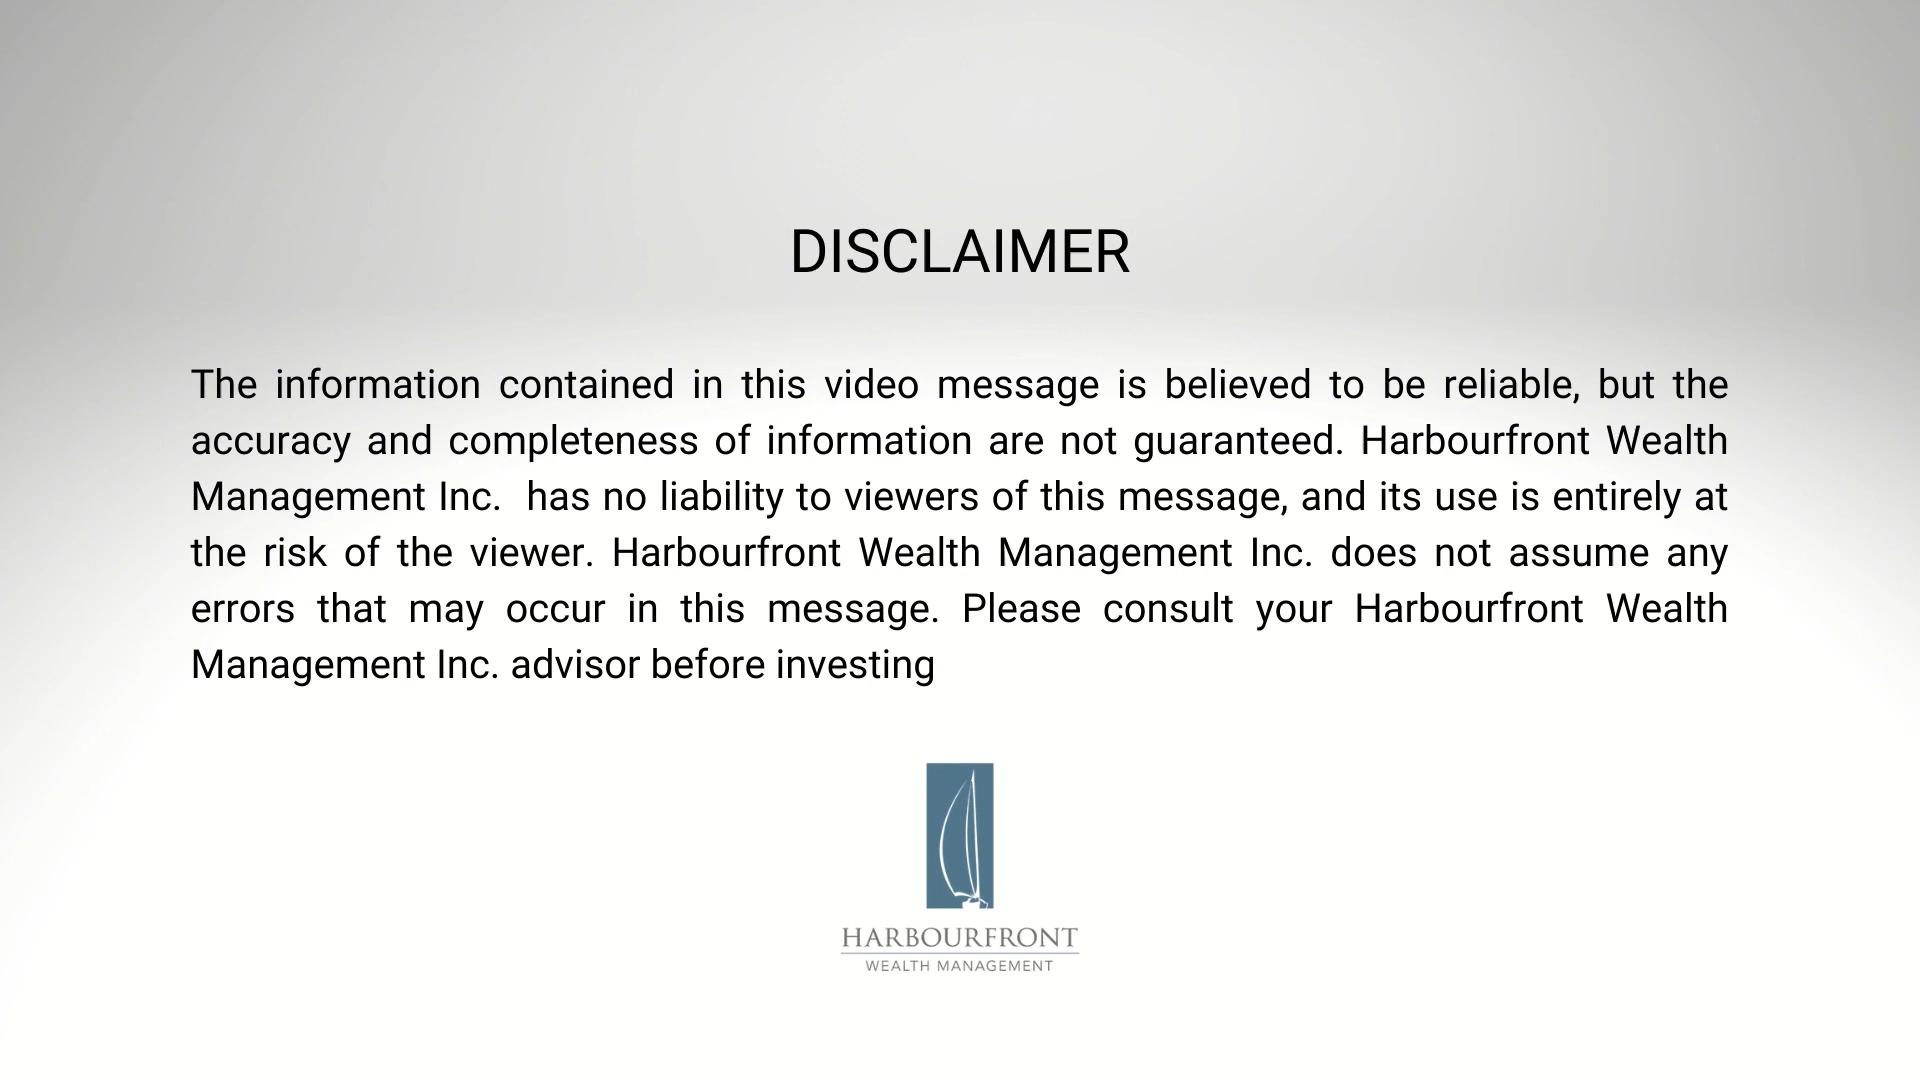 DISCLAIMER
The information contained in this video message is believed to be reliable, but the
accuracy and completeness of information are not guaranteed. Harbourfront Wealth
Management Inc.  has no liability to viewers of this message, and its use is entirely at
the risk of the viewer. Harbourfront Wealth Management Inc. does not assume any
errors that may occur in this message. Please consult your Harbourfront Wealth
Management Inc. advisor before investing
HARBOURFRONT
WEALTH MANAGEMENT